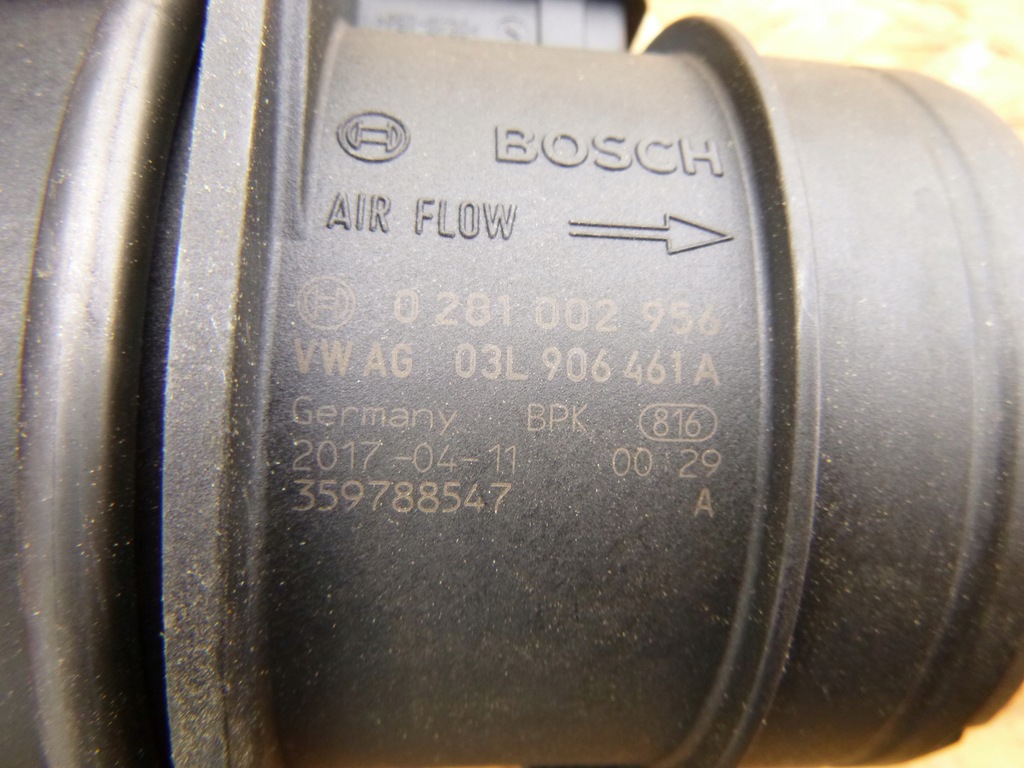 BOSCH
AIR FLOW
0 281 002 956
VW AG 03L 906 461 A
Germany BPK 816
2017-04-11 00:29
359788547 A